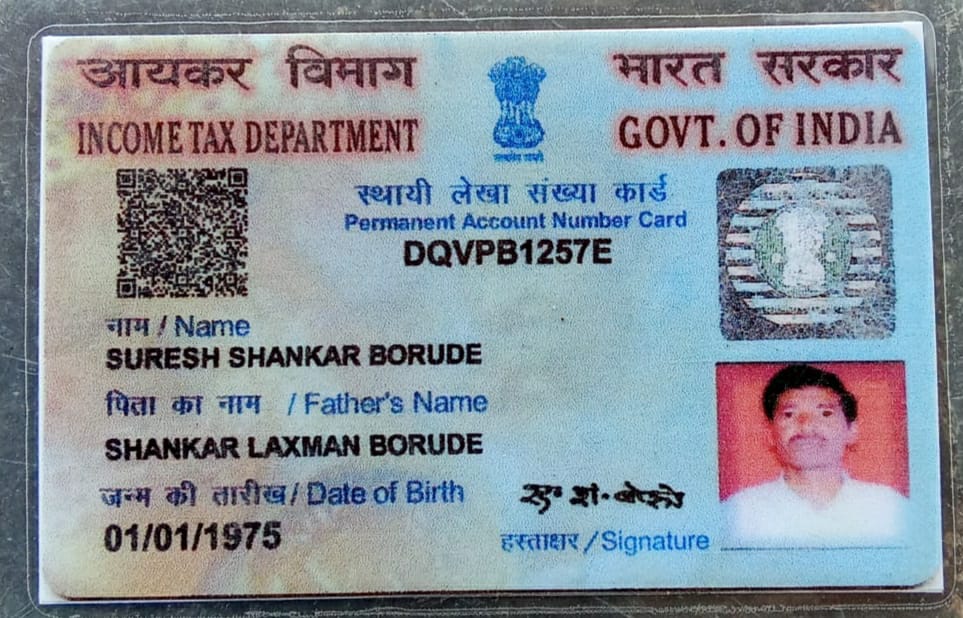 आयकर विभाग
भारत सरकार
INCOME TAX DEPARTMENT
GOVT. OF INDIA
सत्यमेव जयते
स्थायी लेखा संख्या कार्ड
Permanent Account Number Card
DQVPB1257E
नाम / Name
SURESH SHANKAR BORUDE
पिता का नाम / Father's Name
SHANKAR LAXMAN BORUDE
जन्म की तारीख / Date of Birth
01/01/1975
हस्ताक्षर / Signature